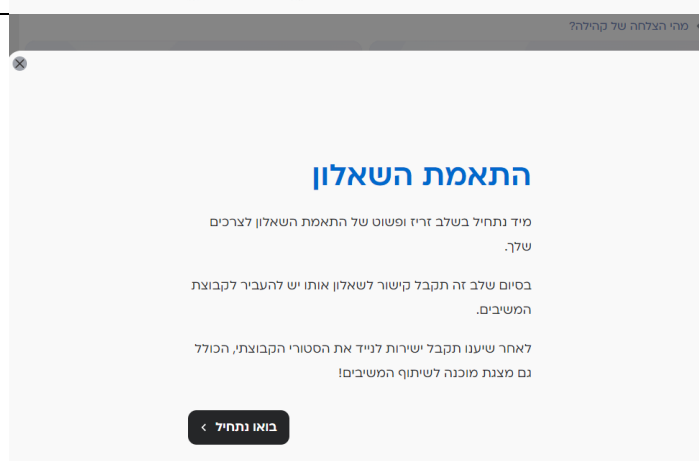 מהי הצלחה של קהילה?
התאמת השאלון
מיד נתחיל בשלב זריז ופשוט של התאמת השאלון לצרכים
שלך.
בסיום שלב זה תקבל קישור לשאלון אותו יש להעביר לקבוצת
המשיבים.
לאחר שיענו תקבל ישירות לנייד את הסטורי הקבוצתי, הכולל
גם מצגת מוכנה לשיתוף המשיבים!
בואו נתחיל